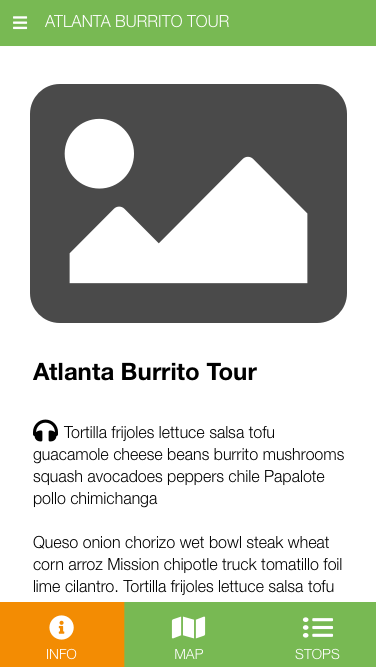 ATLANTA BURRITO TOUR
Atlanta Burrito Tour
Tortilla frijoles lettuce salsa tofu
guacamole cheese beans burrito mushrooms
squash avocadoes peppers chile Papalote
pollo chimichanga
Queso onion chorizo wet bowl steak wheat
corn arroz Mission chipotle truck tomatillo foil
lime cilantro. Tortilla frijoles lettuce salsa tofu
INFO
MAP
STOPS